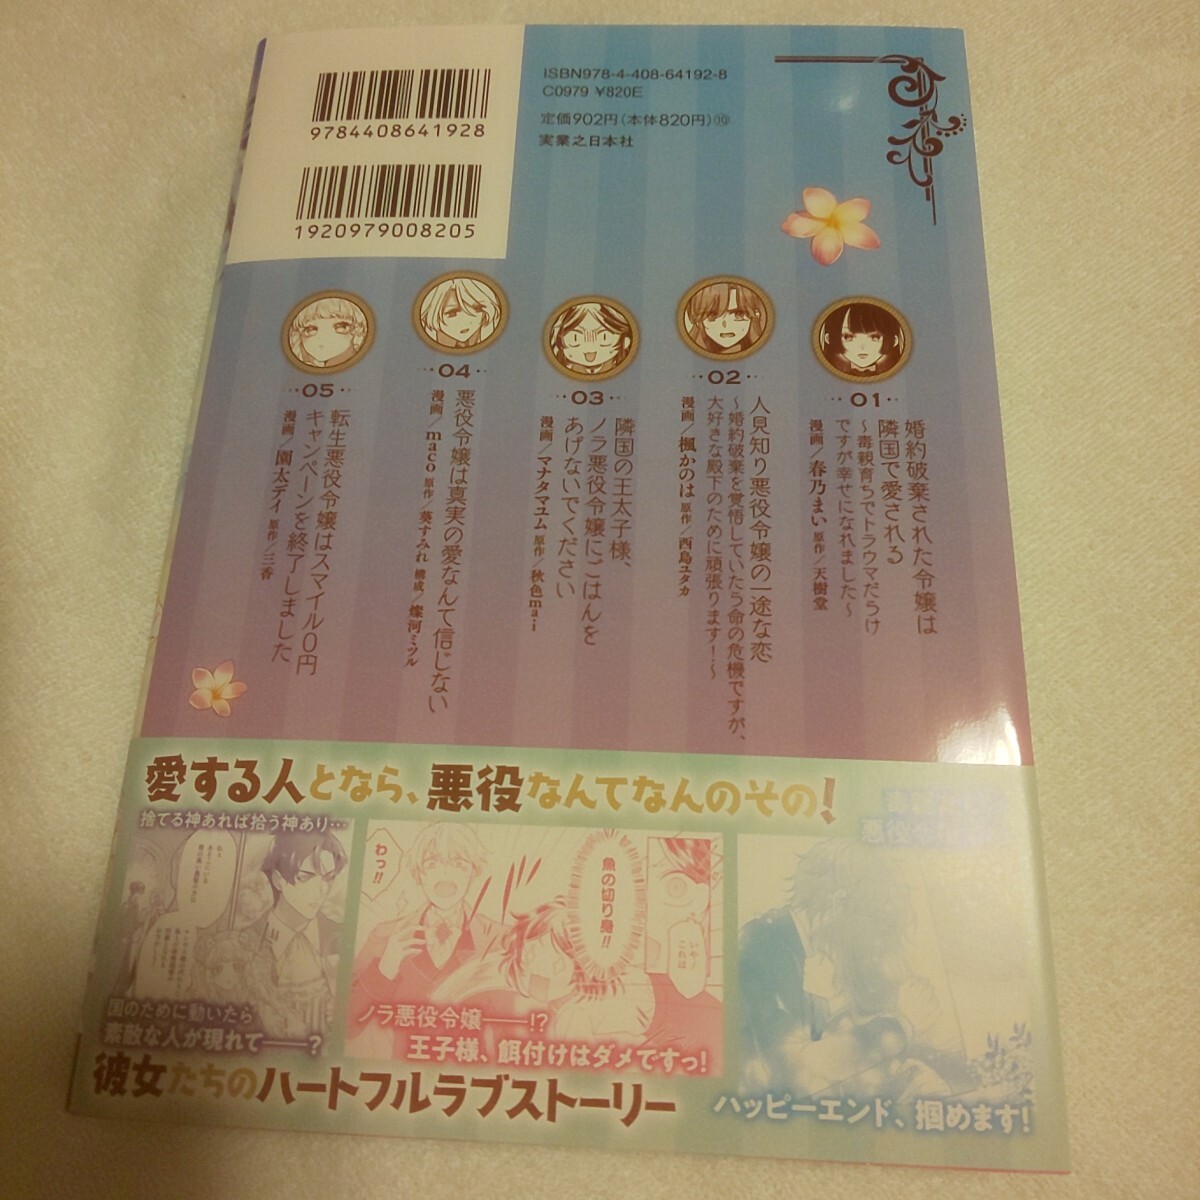 9784408641928
1920979008205
ISBN978-4-408-64192-8
C0979 ¥820E
定価902円(本体820円)⑩
実業之日本社
01
婚約破棄された令嬢は
隣国で愛される
~毒親育ちでトラウマだらけ
ですが幸せになれました~
漫画/春乃まい 原作/天樹堂
02
人見知り悪役令嬢の一途な恋
~婚約破棄を覚悟していたら命の危機ですが、
大好きな殿下のために頑張ります!~
漫画/楓かのは 原作/西島ユタカ
03
隣国の王太子様、
ノラ悪役令嬢にごはんを
あげないでください
漫画/マナタマユム 原作/秋色mai
04
悪役令嬢は真実の愛なんて信じない
漫画/maco 原作/葵すみれ 構成/燦河ミツル
05
転生悪役令嬢はスマイル0円
キャンペーンを終了しました
漫画/園太デイ 原作/三香
愛する人となら、悪役なんてなんのその!
捨てる神あれば拾う神あり…
国のために動いたら
素敵な人が現れて――?
わっ!!
魚の切り身!!
いや!
これは
ノラ悪役令嬢――!?
王子様、餌付けはダメですっ!
ハッピーエンド、掴めます!
彼女たちのハートフルラブストーリー